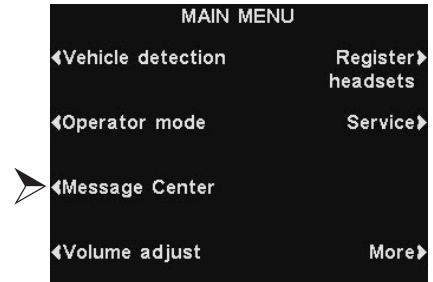 MAIN MENU
Vehicle detection
Register
headsets
Operator mode
Service
Message Center
Volume adjust
More